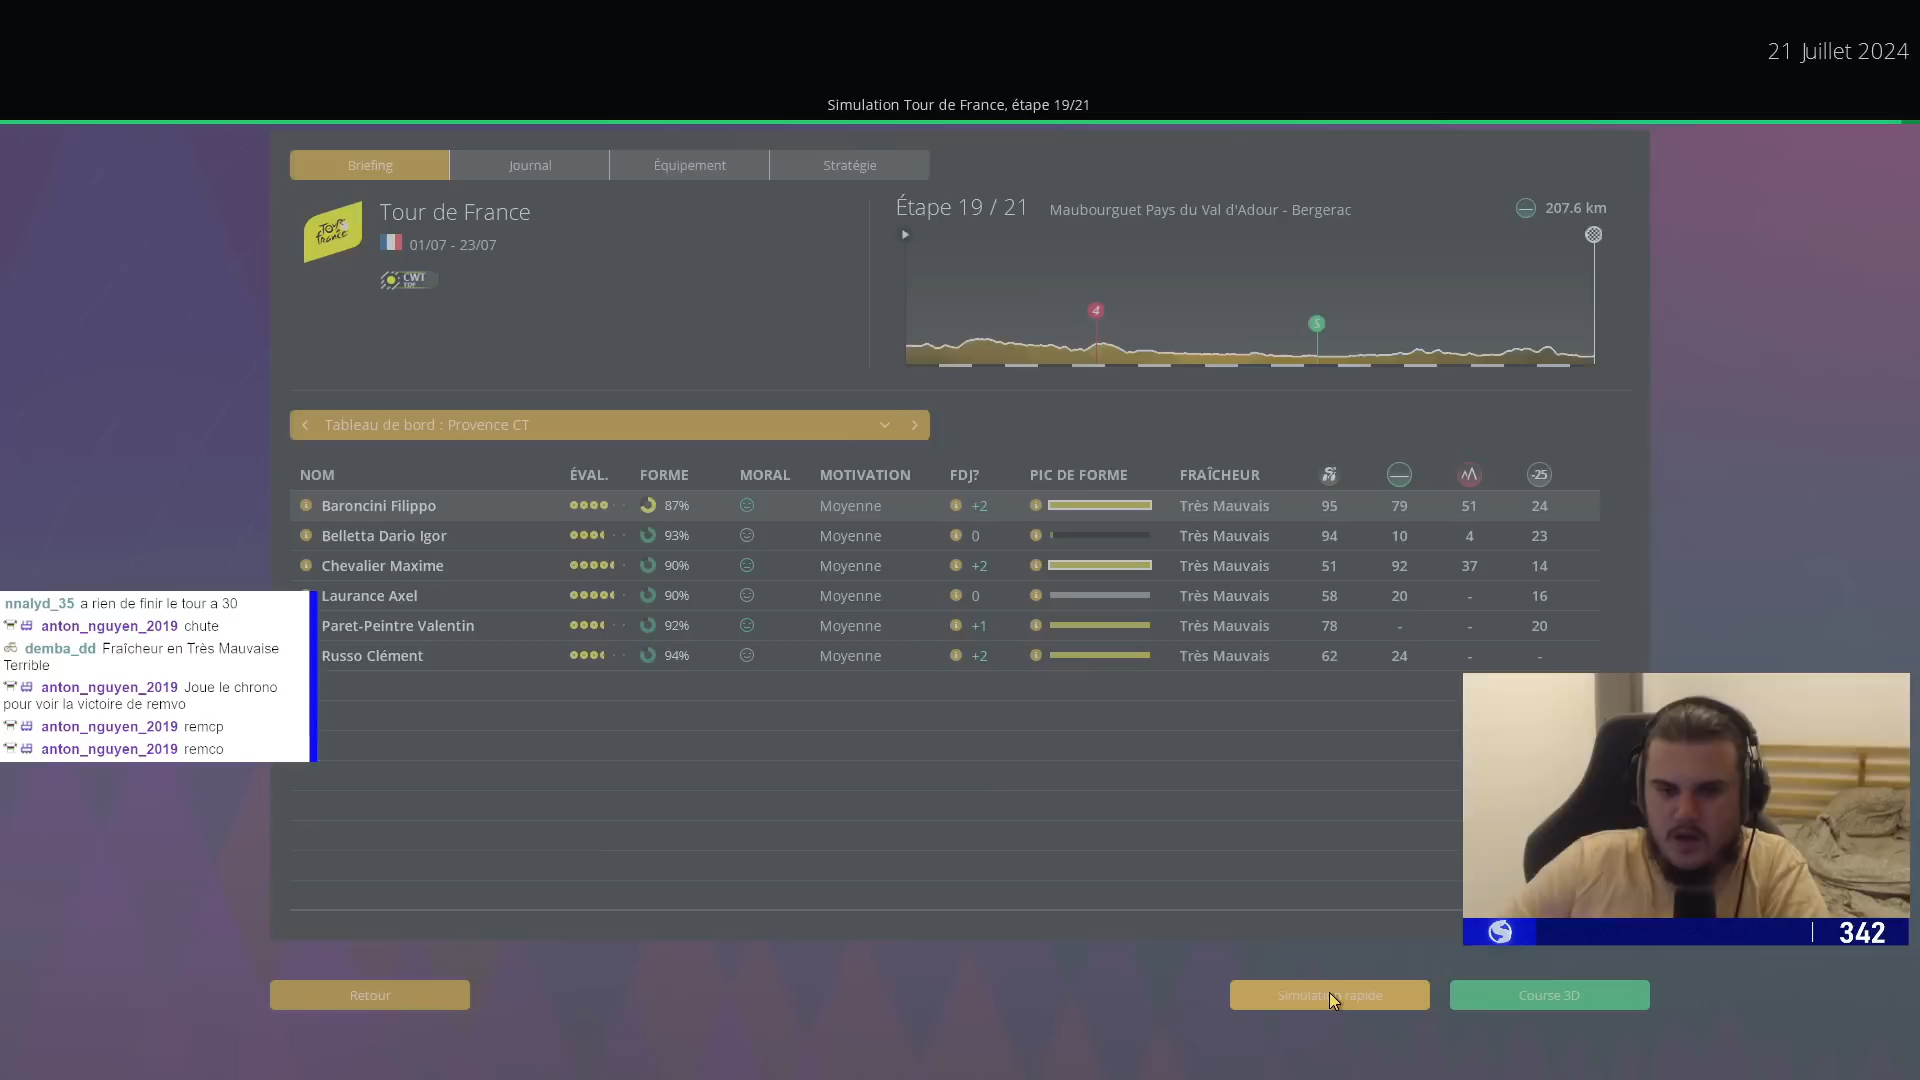 21 Juillet 2024
Simulation Tour de France, étape 19/21
Briefing
Journal
Équipement
Stratégie
TOUR
france
Tour de France
01/07 - 23/07
CWT
TDF
Étape 19 / 21
Maubourguet Pays du Val d'Adour - Bergerac
207.6 km
4
S
Tableau de bord : Provence CT
NOM ÉVAL. FORME MORAL MOTIVATION FDJ? PIC DE FORME FRAÎCHEUR -25
Baroncini Filippo 87% Moyenne +2 Très Mauvais 95 79 51 24
Belletta Dario Igor 93% Moyenne 0 Très Mauvais 94 10 4 23
Chevalier Maxime 90% Moyenne +2 Très Mauvais 51 92 37 14
Laurance Axel 90% Moyenne 0 Très Mauvais 58 20 - 16
Paret-Peintre Valentin 92% Moyenne +1 Très Mauvais 78 - - 20
Russo Clément 94% Moyenne +2 Très Mauvais 62 24 - -
nnalyd_35 a rien de finir le tour a 30
anton_nguyen_2019 chute
demba_dd Fraîcheur en Très Mauvaise
Terrible
anton_nguyen_2019 Joue le chrono
pour voir la victoire de remvo
anton_nguyen_2019 remcp
anton_nguyen_2019 remco
342
Retour
Simulation rapide
Course 3D